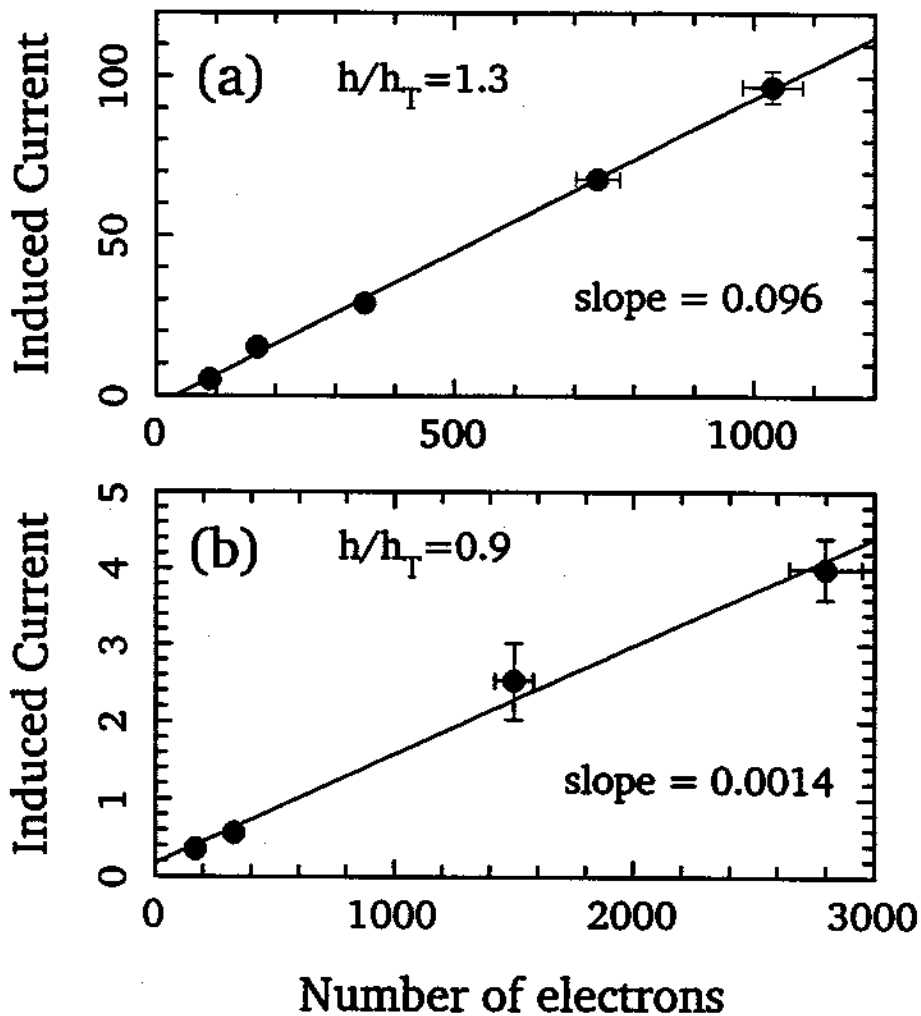 Induced Current
100
50
0
(a) h/h_T=1.3
slope = 0.096
0 500 1000
Induced Current
5
4
3
2
1
0
(b) h/h_T=0.9
slope = 0.0014
0 1000 2000 3000
Number of electrons